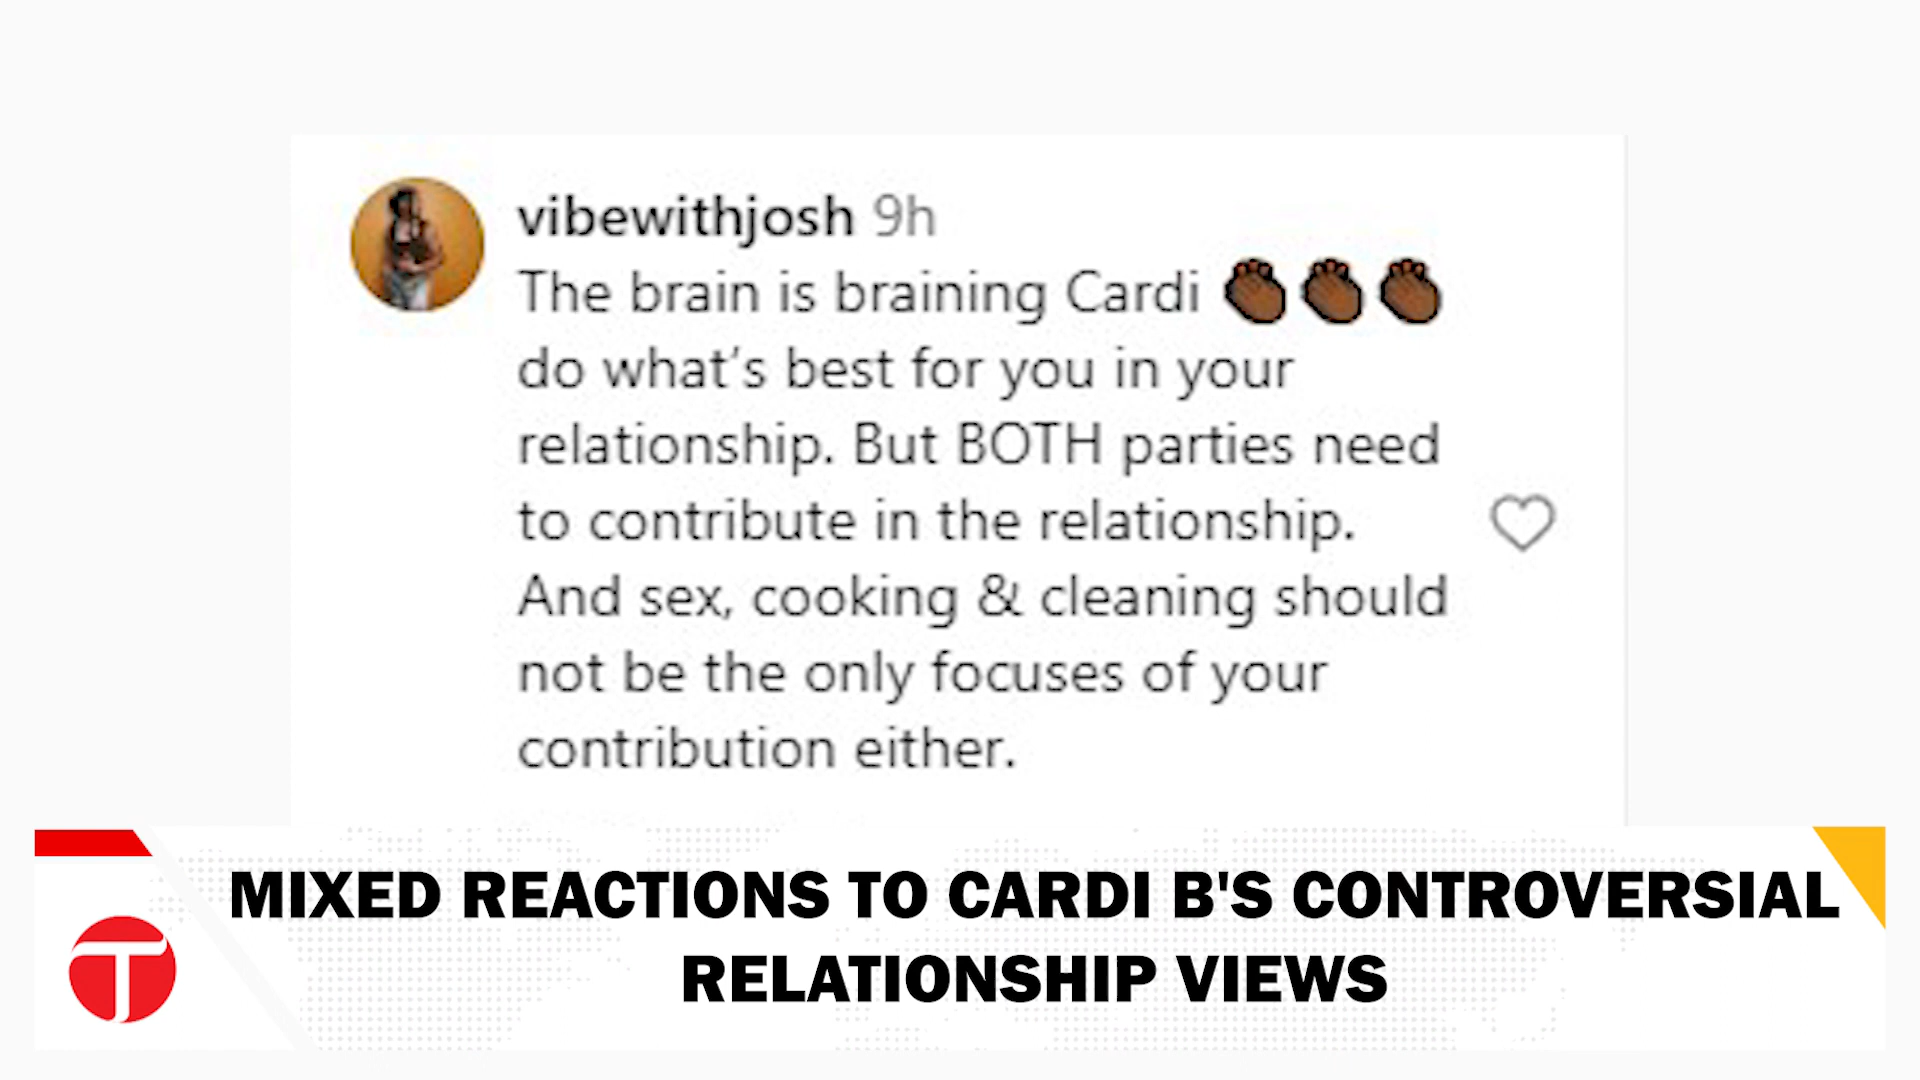 vibewithjosh 9h
The brain is braining Cardi 👏🏾👏🏾👏🏾
do what's best for you in your
relationship. But BOTH parties need
to contribute in the relationship.
And sex, cooking & cleaning should
not be the only focuses of your
contribution either.
MIXED REACTIONS TO CARDI B'S CONTROVERSIAL
RELATIONSHIP VIEWS
T